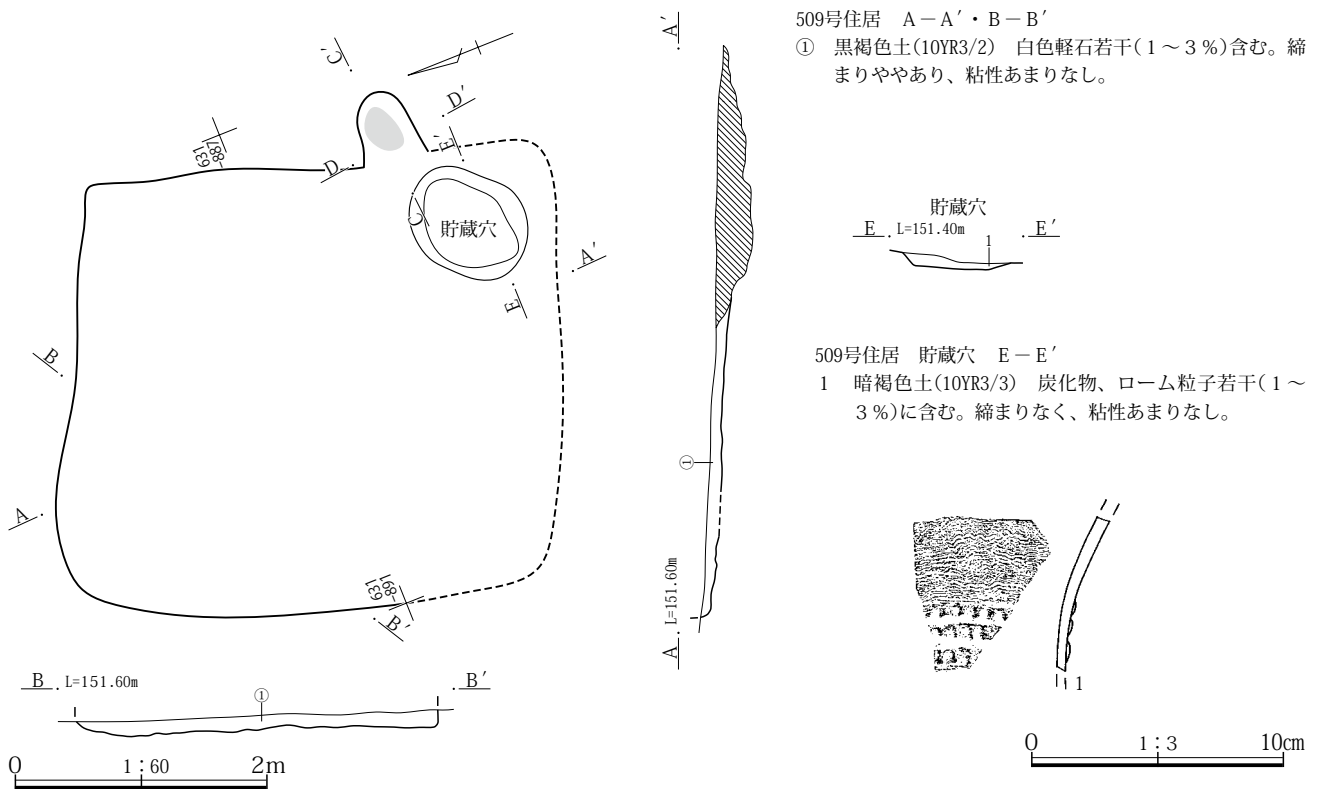 C′
D′
E′
D
631
-887
C
貯蔵穴
A′
E
B
A
631
-891
B′
B L=151.60m B′
①
0 1：60 2m
A′
①
A L=151.60m
509号住居　A－A′・B－B′
①　黒褐色土(10YR3/2)　白色軽石若干(１～３%)含む。締
まりややあり、粘性あまりなし。
貯蔵穴
E L=151.40m E′
1
509号住居　貯蔵穴　E－E′
1　暗褐色土(10YR3/3)　炭化物、ローム粒子若干(１～
３%)に含む。締まりなく、粘性あまりなし。
1
0 1：3 10cm